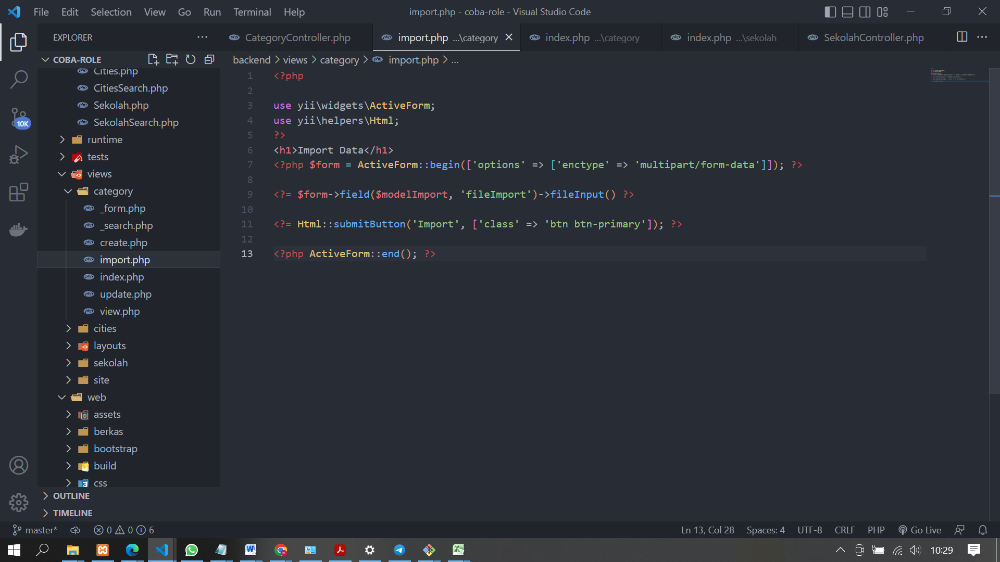 File Edit Selection View Go Run Terminal Help
import.php - coba-role - Visual Studio Code
EXPLORER
CategoryController.php
import.php ...\category
index.php ...\category
index.php ...\sekolah
SekolahController.php
COBA-ROLE
backend > views > category > import.php > ...
Cities.php
CitiesSearch.php
Sekolah.php
SekolahSearch.php
runtime
tests
views
category
_form.php
_search.php
create.php
import.php
index.php
update.php
view.php
cities
layouts
sekolah
site
web
assets
berkas
bootstrap
build
css
OUTLINE
TIMELINE
10K
1 <?php
2
3 use yii\widgets\ActiveForm;
4 use yii\helpers\Html;
5 ?>
6 <h1>Import Data</h1>
7 <?php $form = ActiveForm::begin(['options' => ['enctype' => 'multipart/form-data']]); ?>
8
9 <?= $form->field($modelImport, 'fileImport')->fileInput() ?>
10
11 <?= Html::submitButton('Import', ['class' => 'btn btn-primary']); ?>
12
13 <?php ActiveForm::end(); ?>
master* 0 0 6
Ln 13, Col 28 Spaces: 4 UTF-8 CRLF PHP Go Live
10:29